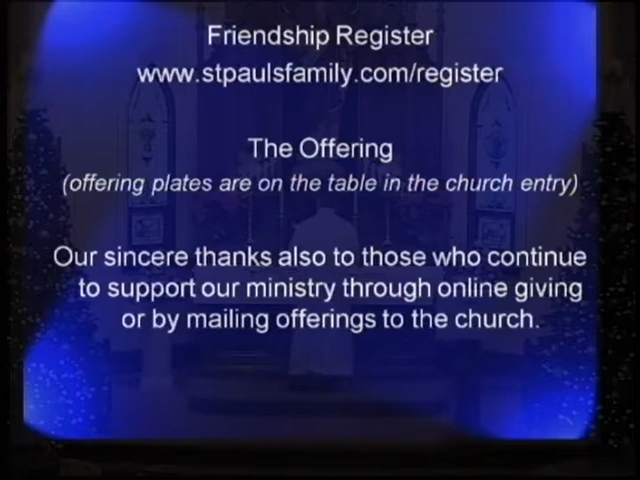 Friendship Register
www.stpaulsfamily.com/register
The Offering
(offering plates are on the table in the church entry)
Our sincere thanks also to those who continue
to support our ministry through online giving
or by mailing offerings to the church.